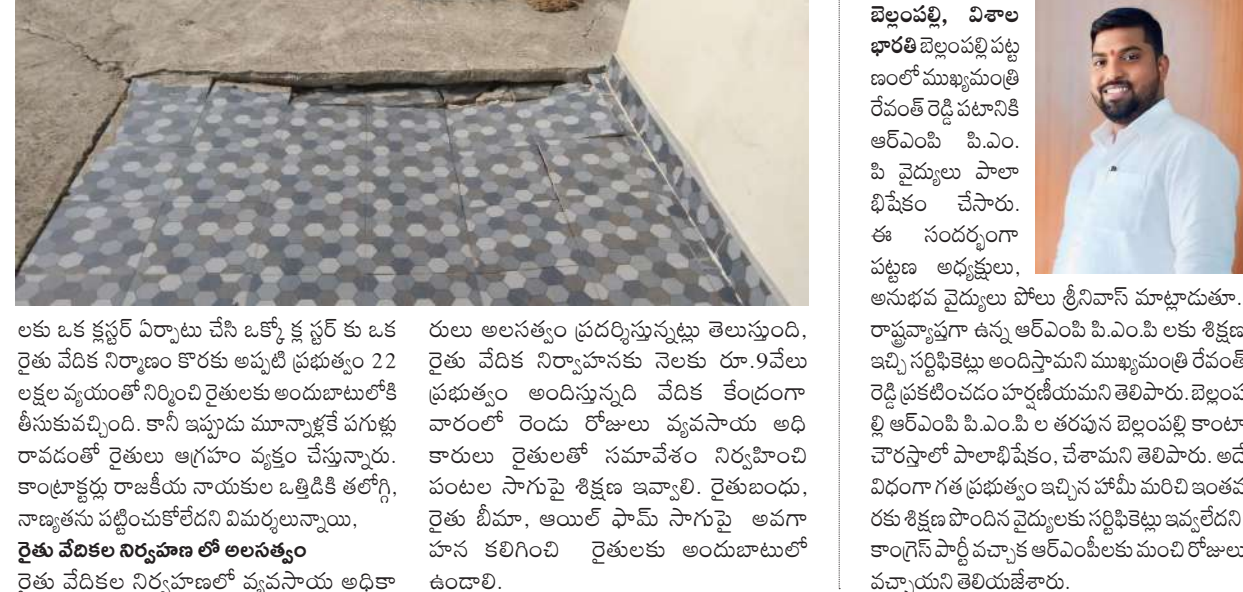 లకు ఒక క్లస్టర్ ఏర్పాటు చేసి ఒక్కో క్ల స్టర్ కు ఒక
రైతు వేదిక నిర్మాణం కొరకు అప్పటి ప్రభుత్వం 22
లక్షల వ్యయంతో నిర్మించి రైతులకు అందుబాటులోకి
తీసుకువచ్చింది. కానీ ఇప్పుడు మూన్నాళ్లకే పగుళ్లు
రావడంతో రైతులు ఆగ్రహం వ్యక్తం చేస్తున్నారు.
కాంట్రాక్టర్లు రాజకీయ నాయకుల ఒత్తిడికి తలోగ్గి,
నాణ్యతను పట్టించుకోలేదని విమర్శలున్నాయి,
రైతు వేదికల నిర్వహణ లో అలసత్వం
రైతు వేదికల నిర్వహణలో వ్యవసాయ అధికా
రులు అలసత్వం ప్రదర్శిస్తున్నట్లు తెలుస్తుంది,
రైతు వేదిక నిర్వాహనకు నెలకు రూ.9వేలు
ప్రభుత్వం అందిస్తున్నది వేదిక కేంద్రంగా
వారంలో రెండు రోజులు వ్యవసాయ అధి
కారులు రైతులతో సమావేశం నిర్వహించి
పంటల సాగుపై శిక్షణ ఇవ్వాలి. రైతుబంధు,
రైతు బీమా, ఆయిల్ ఫామ్ సాగుపై అవగా
హన కలిగించి రైతులకు అందుబాటులో
ఉండాలి.
బెల్లంపల్లి, విశాల
భారతి బెల్లంపల్లి పట్ట
ణంలో ముఖ్యమంత్రి
రేవంత్ రెడ్డి పటానికి
ఆర్ఎంపి పి.ఎం.
పి వైద్యులు పాలా
భిషేకం చేసారు.
ఈ సందర్భంగా
పట్టణ అధ్యక్షులు,
అనుభవ వైద్యులు పోలు శ్రీనివాస్ మాట్లాడుతూ.
రాష్ట్రవ్యాప్తగా ఉన్న ఆర్ఎంపి పి.ఎం.పి లకు శిక్షణ
ఇచ్చి సర్టిఫికెట్లు అందిస్తామని ముఖ్యమంత్రి రేవంత్
రెడ్డి ప్రకటించడం హర్షణీయమని తెలిపారు. బెల్లంప
ల్లి ఆర్ఎంపి పి.ఎం.పి ల తరపున బెల్లంపల్లి కాంటా
చౌరస్తాలో పాలాభిషేకం, చేశామని తెలిపారు. అదే
విధంగా గత ప్రభుత్వం ఇచ్చిన హామీ మరిచి ఇంతవ
రకు శిక్షణ పొందిన వైద్యులకు సర్టిఫికెట్లు ఇవ్వలేదని
కాంగ్రెస్ పార్టీ వచ్చాక ఆర్ఎంపీలకు మంచి రోజులు
వచ్చాయని తెలియజేశారు.